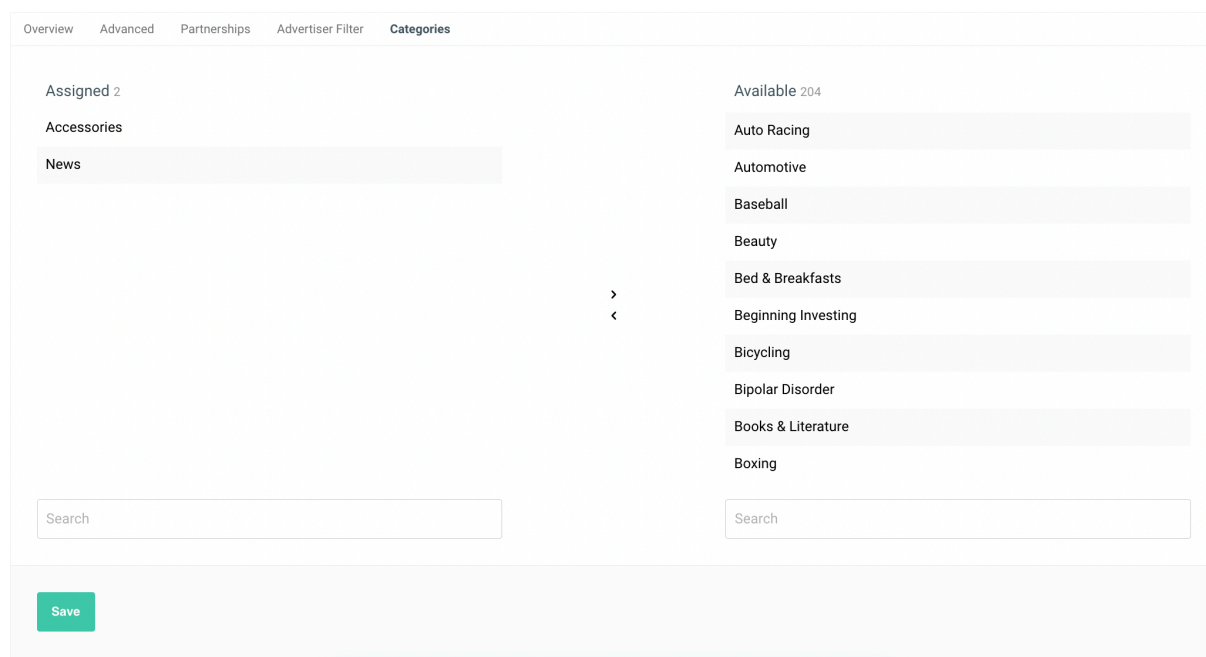 Overview Advanced Partnerships Advertiser Filter Categories
Assigned 2
Accessories
News
Available 204
Auto Racing
Automotive
Baseball
Beauty
Bed & Breakfasts
Beginning Investing
Bicycling
Bipolar Disorder
Books & Literature
Boxing
Search
Search
Save